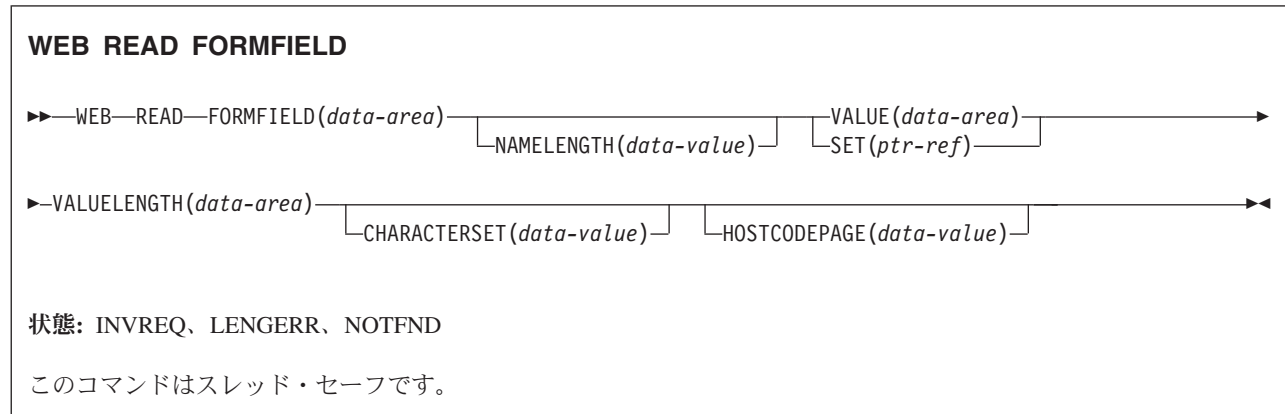 WEB READ FORMFIELD
WEB READ FORMFIELD(data-area) VALUE(data-area)
NAMELENGTH(data-value) SET(ptr-ref)
VALUELENGTH(data-area)
CHARACTERSET(data-value) HOSTCODEPAGE(data-value)
状態: INVREQ、LENGERR、NOTFND
このコマンドはスレッド・セーフです。